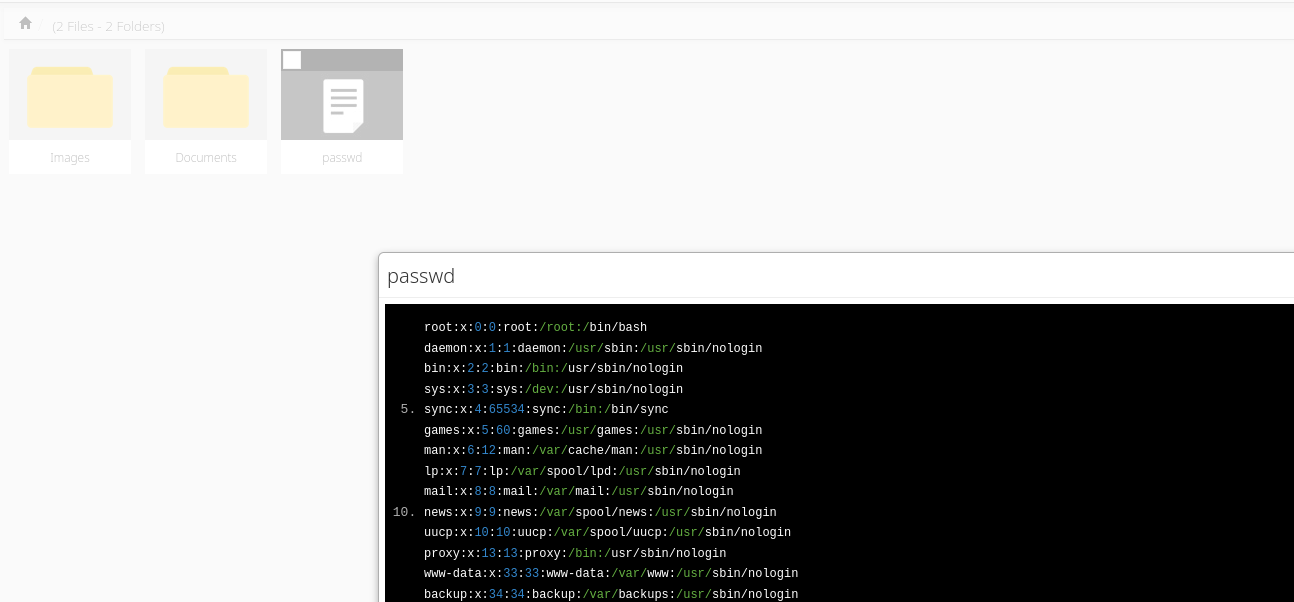 (2 Files - 2 Folders)
Images
Documents
passwd
passwd
root:x:0:0:root:/root:/bin/bash
daemon:x:1:1:daemon:/usr/sbin:/usr/sbin/nologin
bin:x:2:2:bin:/bin:/usr/sbin/nologin
sys:x:3:3:sys:/dev:/usr/sbin/nologin
5. sync:x:4:65534:sync:/bin:/bin/sync
games:x:5:60:games:/usr/games:/usr/sbin/nologin
man:x:6:12:man:/var/cache/man:/usr/sbin/nologin
lp:x:7:7:lp:/var/spool/lpd:/usr/sbin/nologin
mail:x:8:8:mail:/var/mail:/usr/sbin/nologin
10. news:x:9:9:news:/var/spool/news:/usr/sbin/nologin
uucp:x:10:10:uucp:/var/spool/uucp:/usr/sbin/nologin
proxy:x:13:13:proxy:/bin:/usr/sbin/nologin
www-data:x:33:33:www-data:/var/www:/usr/sbin/nologin
backup:x:34:34:backup:/var/backups:/usr/sbin/nologin